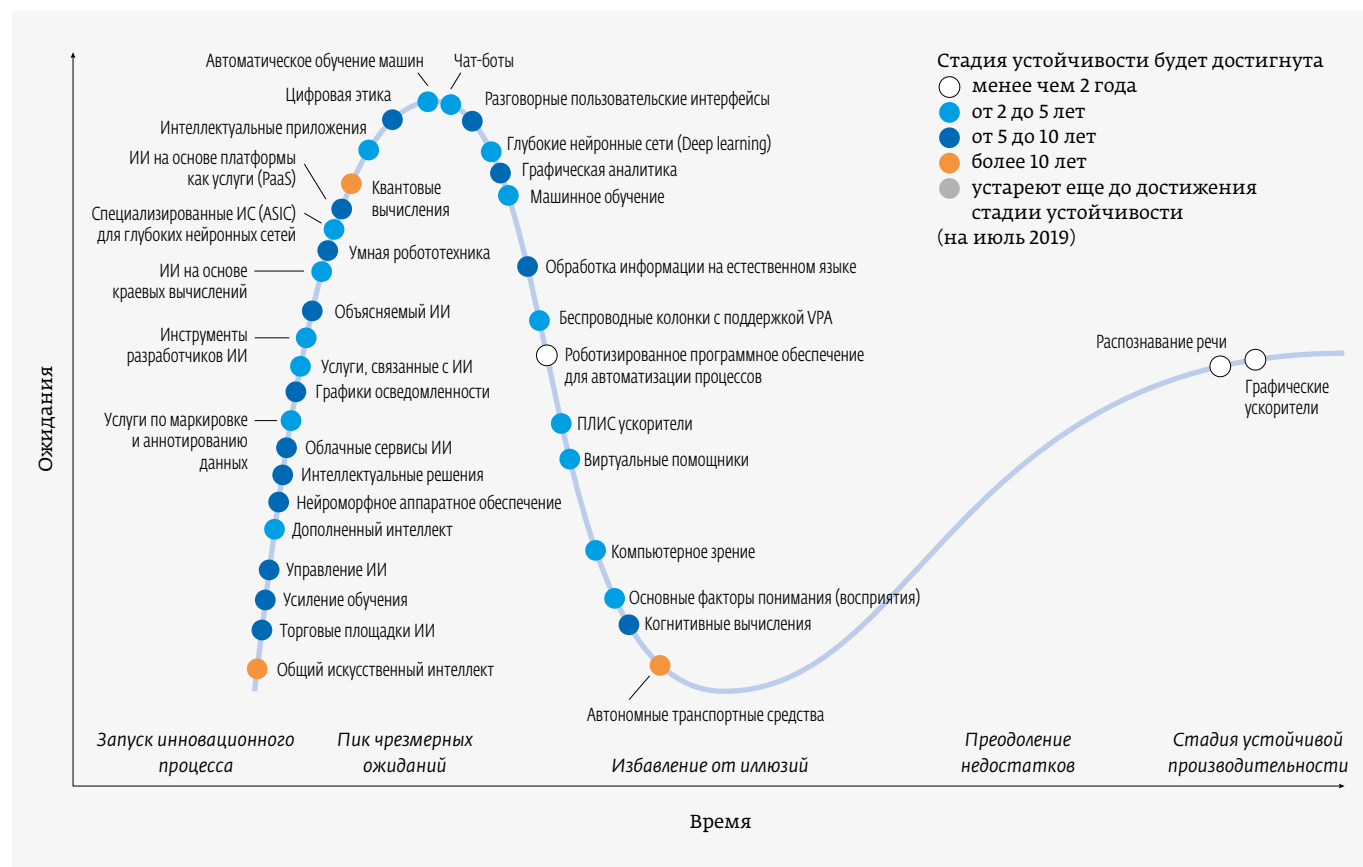 Автоматическое обучение машин
Чат-боты
Цифровая этика
Разговорные пользовательские интерфейсы
Интеллектуальные приложения
Глубокие нейронные сети (Deep learning)
ИИ на основе платформы
как услуги (PaaS)
Графическая аналитика
Квантовые
вычисления
Машинное обучение
Специализированные ИС (ASIC)
для глубоких нейронных сетей
Умная робототехника
ИИ на основе
краевых вычислений
Обработка информации на естественном языке
Объясняемый ИИ
Беспроводные колонки с поддержкой VPA
Инструменты
разработчиков ИИ
Роботизированное программное обеспечение
для автоматизации процессов
Услуги, связанные с ИИ
Графики осведомленности
Услуги по маркировке
и аннотированию
данных
ПЛИС ускорители
Облачные сервисы ИИ
Виртуальные помощники
Интеллектуальные решения
Нейроморфное аппаратное обеспечение
Дополненный интеллект
Компьютерное зрение
Управление ИИ
Усиление обучения
Основные факторы понимания (восприятия)
Когнитивные вычисления
Торговые площадки ИИ
Общий искусственный интеллект
Автономные транспортные средства
Распознавание речи
Графические
ускорители
Стадия устойчивости будет достигнута
менее чем 2 года
от 2 до 5 лет
от 5 до 10 лет
более 10 лет
устареют еще до достижения
стадии устойчивости
(на июль 2019)
Ожидания
Запуск инновационного
процесса
Пик чрезмерных
ожиданий
Избавление от иллюзий
Преодоление
недостатков
Стадия устойчивой
производительности
Время